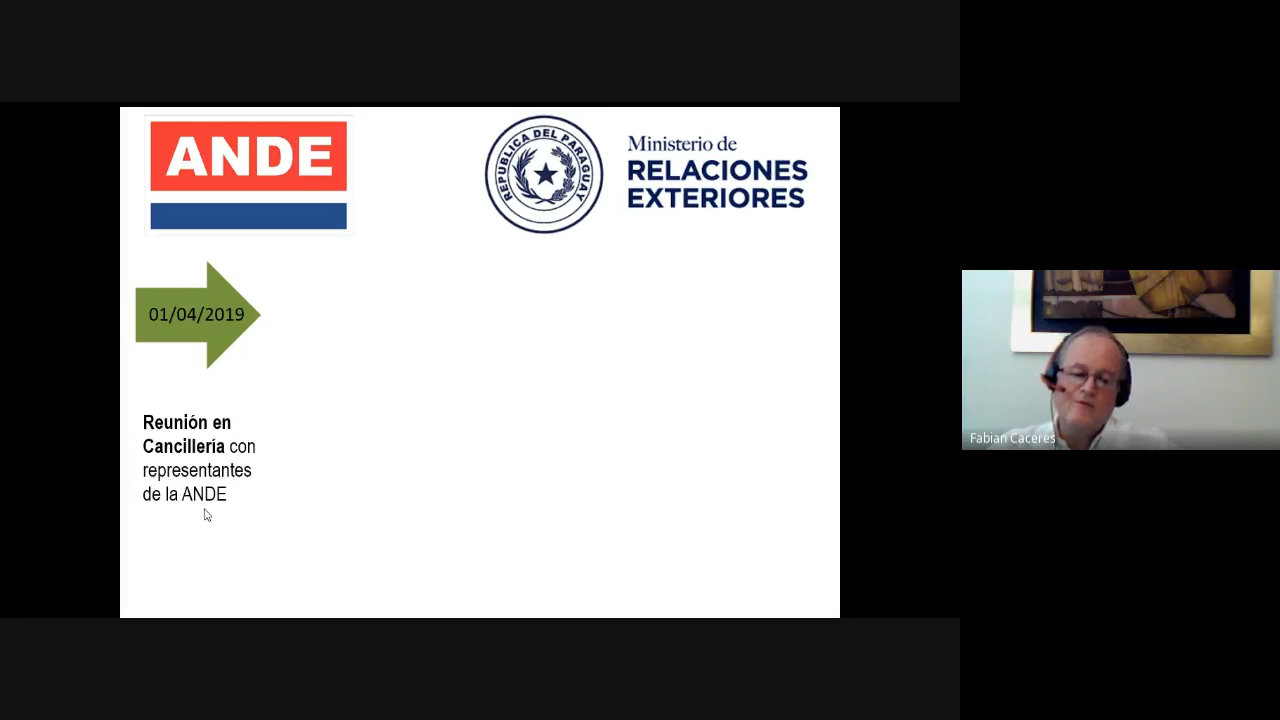 ANDE
REPUBLICA DEL PARAGUAY
Ministerio de
RELACIONES
EXTERIORES
01/04/2019
Reunión en
Cancillería con
representantes
de la ANDE
Fabian Caceres